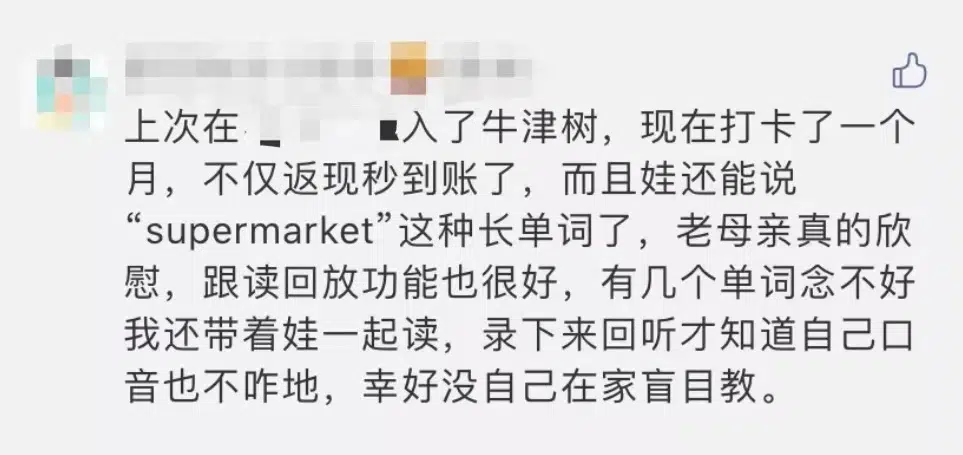 上次在 入了牛津树，现在打卡了一个
月，不仅返现秒到账了，而且娃还能说
“supermarket”这种长单词了，老母亲真的欣
慰，跟读回放功能也很好，有几个单词念不好
我还带着娃一起读，录下来回听才知道自己口
音也不咋地，幸好没自己在家盲目教。